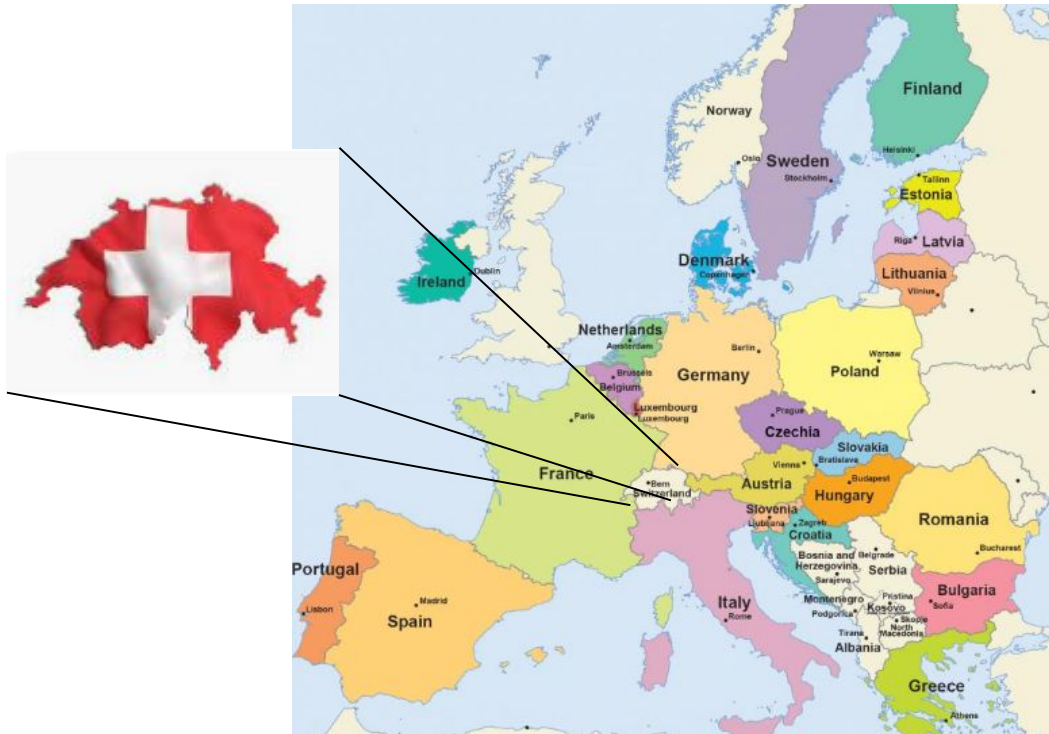 Finland
Norway
Helsinki
Oslo
Sweden
Tallinn
Stockholm
Estonia
Riga
Latvia
Denmark
Copenhagen
Lithuania
Vilnius
Dublin
Ireland
Netherlands
Amsterdam
Berlin
Warsaw
Brussels
Germany
Poland
Belgium
Luxembourg
Luxembourg
Paris
Prague
Czechia
Slovakia
Vienna
Bratislava
France
Bern
Switzerland
Austria
Budapest
Hungary
Slovenia
Ljubljana
Zagreb
Croatia
Romania
Bucharest
Bosnia and
Herzegovina
Sarajevo
Belgrade
Serbia
Portugal
Lisbon
Madrid
Spain
Italy
Rome
Montenegro
Podgorica
Pristina
Kosovo
Bulgaria
Sofia
Skopje
North
Macedonia
Tirana
Albania
Greece
Athens